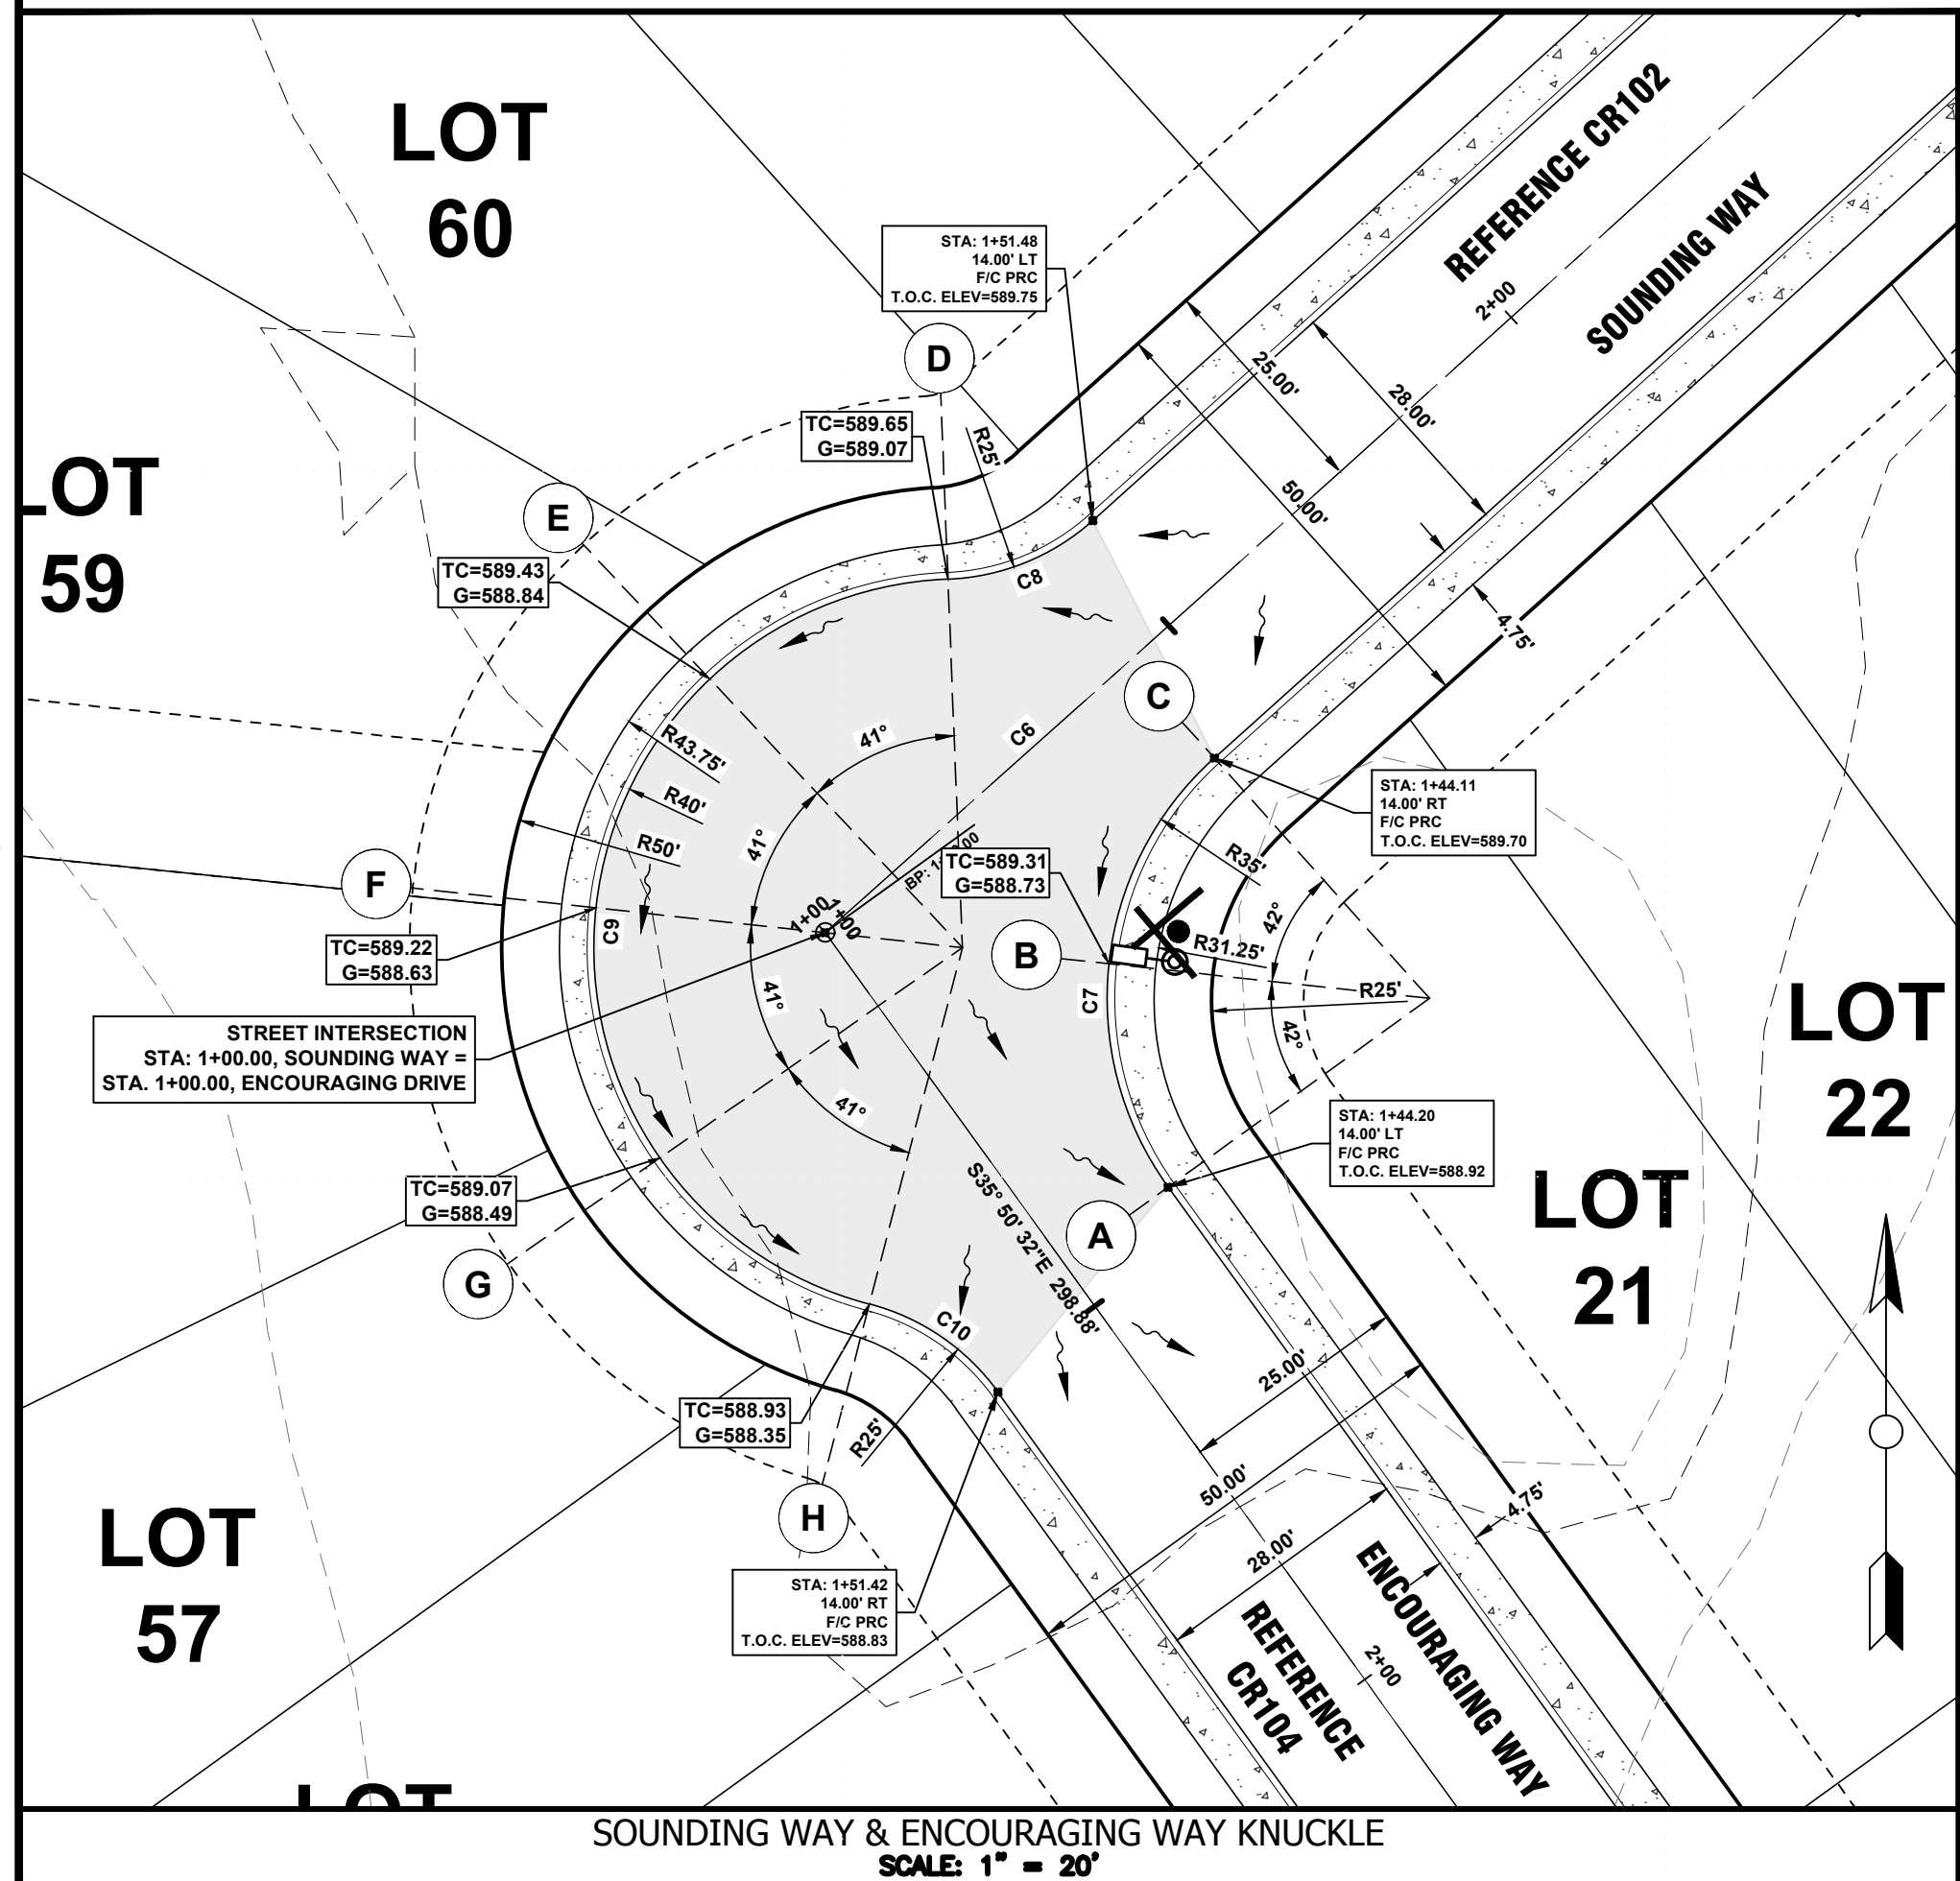 LOT
60
REFERENCE CR102
SOUNDING WAY
2+00
STA: 1+51.48
14.00' LT
F/C PRC
T.O.C. ELEV=589.75
D
25.00'
28.00'
50.00'
4.75'
TC=589.65
G=589.07
R25'
C8
LOT
59
E
TC=589.43
G=588.84
C
C6
41°
R43.75'
R40'
R50'
41°
STA: 1+44.11
14.00' RT
F/C PRC
T.O.C. ELEV=589.70
R35'
TC=589.31
G=588.73
F
1+00
1+00
C9
B
R31.25'
42°
TC=589.22
G=588.63
R25'
C7
42°
41°
LOT
22
STREET INTERSECTION
STA: 1+00.00, SOUNDING WAY =
STA. 1+00.00, ENCOURAGING DRIVE
41°
STA: 1+44.20
14.00' LT
F/C PRC
T.O.C. ELEV=588.92
TC=589.07
G=588.49
S35° 50' 32"E 298.88'
A
LOT
21
G
C10
TC=588.93
G=588.35
R25'
25.00'
50.00'
28.00'
4.75'
H
STA: 1+51.42
14.00' RT
F/C PRC
T.O.C. ELEV=588.83
LOT
57
REFERENCE
CR104
2+00
ENCOURAGING WAY
LOT
SOUNDING WAY & ENCOURAGING WAY KNUCKLE
SCALE: 1" = 20'